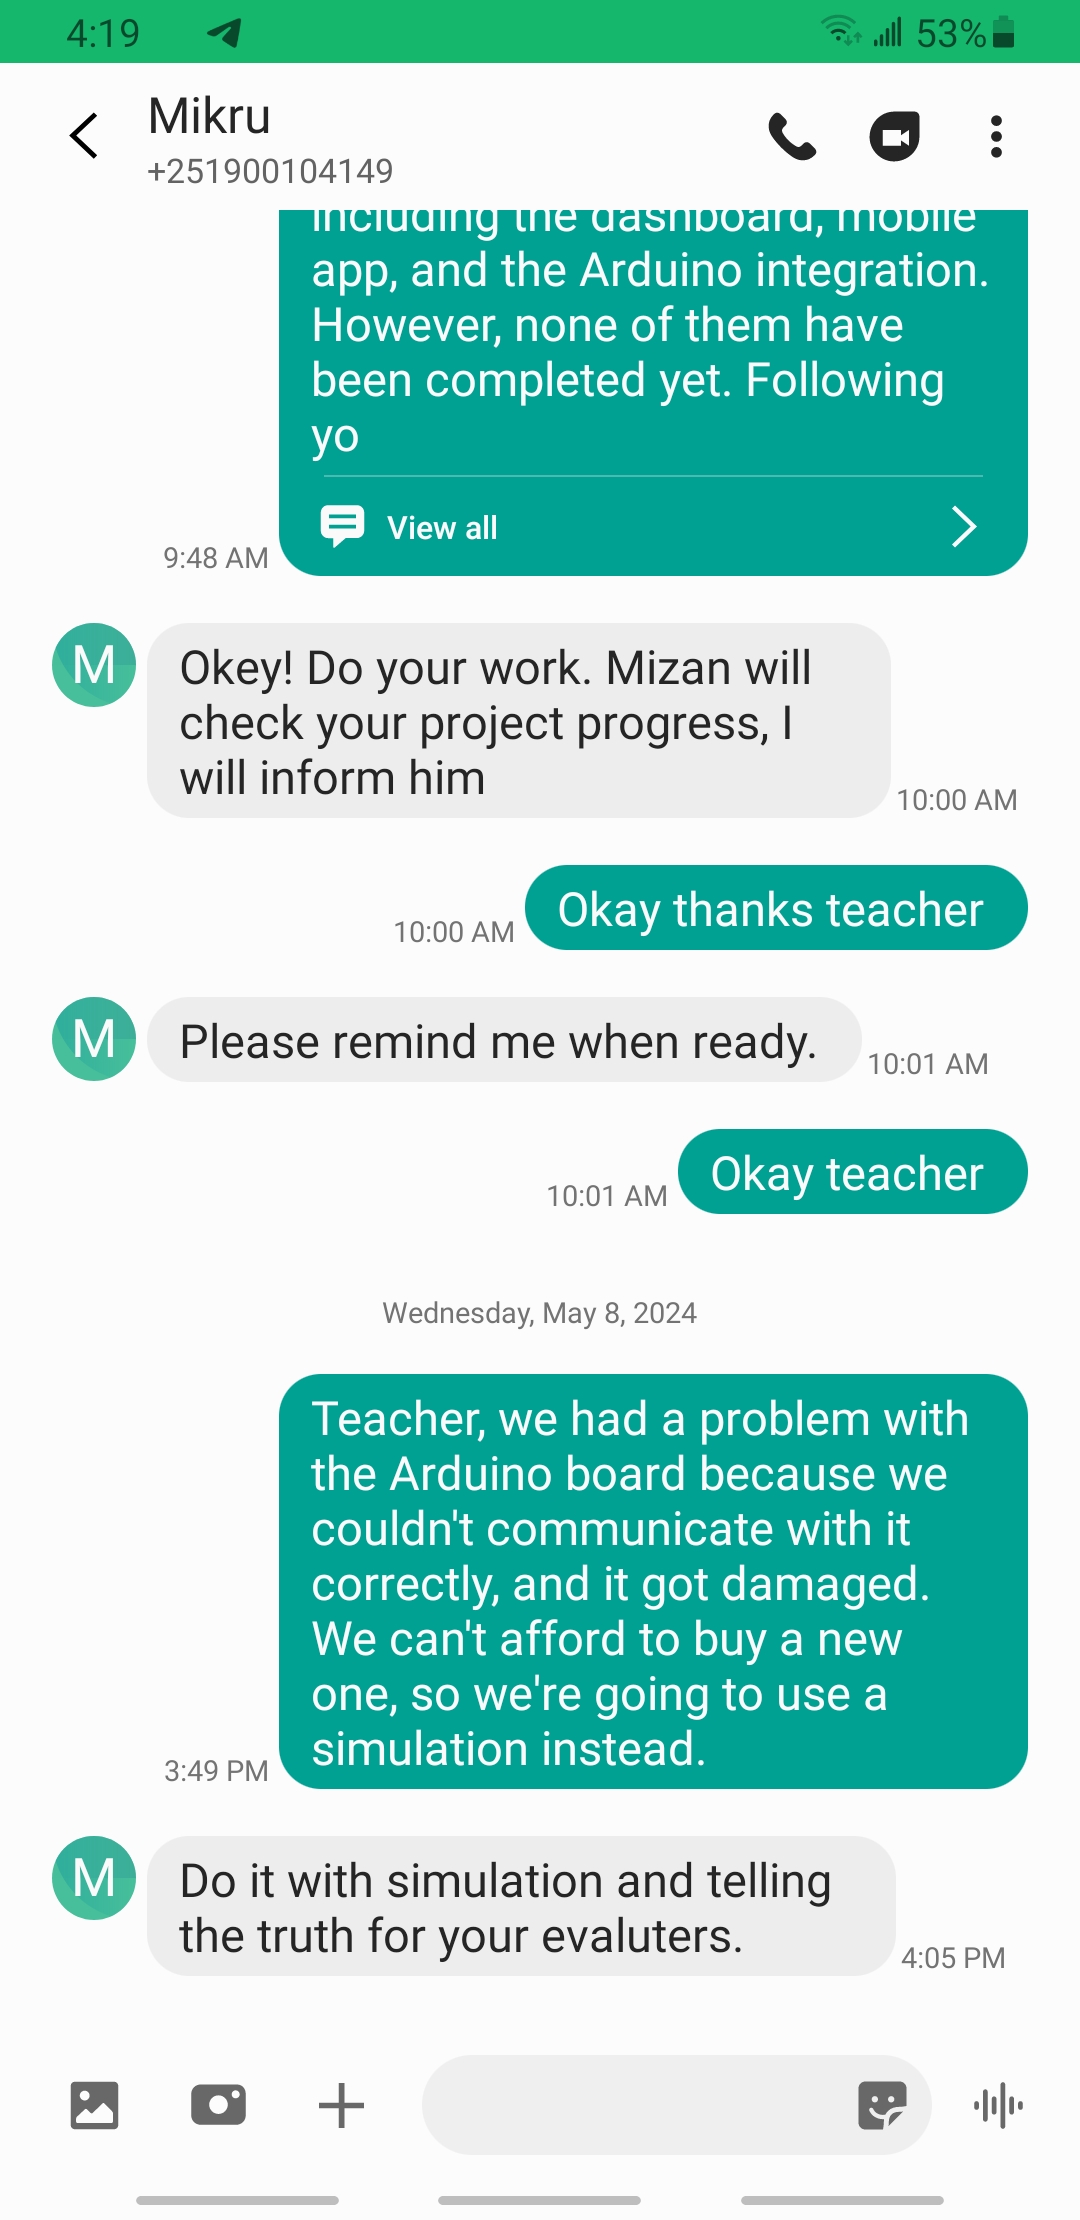 4:19
53%
Mikru
+251900104149
including the dashboard, mobile
app, and the Arduino integration.
However, none of them have
been completed yet. Following
yo
View all
9:48 AM
M
Okey! Do your work. Mizan will
check your project progress, I
will inform him
10:00 AM
Okay thanks teacher
10:00 AM
M
Please remind me when ready.
10:01 AM
Okay teacher
10:01 AM
Wednesday, May 8, 2024
Teacher, we had a problem with
the Arduino board because we
couldn't communicate with it
correctly, and it got damaged.
We can't afford to buy a new
one, so we're going to use a
simulation instead.
3:49 PM
M
Do it with simulation and telling
the truth for your evaluters.
4:05 PM